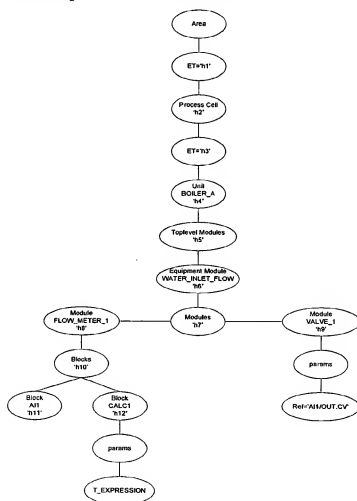 Area
ET='h1'
Process Cell
'h2'
ET='h3'
Unit
BOILER_A
'h4'
Toplevel Modules
'h5'
Equipment Module
WATER_INLET_FLOW
'h6'
Module
FLOW_METER_1
'h8'
Modules
'h7'
Module
VALVE_1
'h9'
Blocks
'h10'
params
Block
AI1
'h11'
Block
CALC1
'h12'
Ref='AI1/OUT.CV'
params
T_EXPRESSION